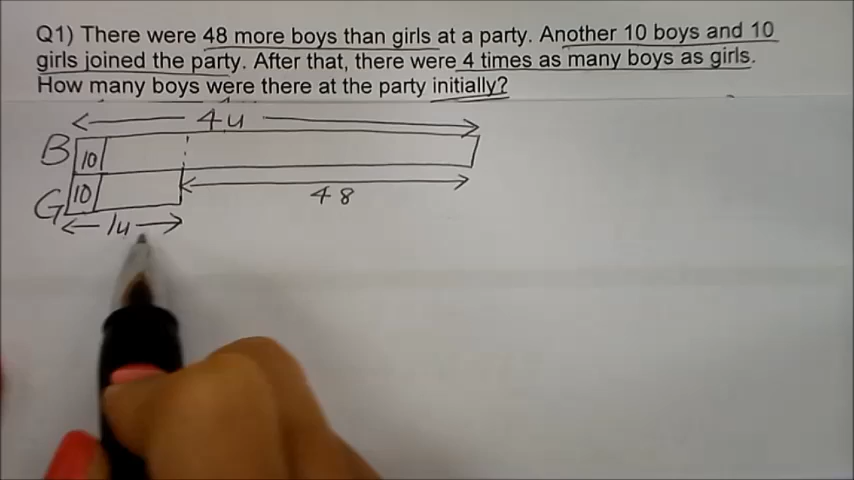 Q1) There were 48 more boys than girls at a party. Another 10 boys and 10
girls joined the party. After that, there were 4 times as many boys as girls.
How many boys were there at the party initially?
4u
B 10
G 10
48
1u